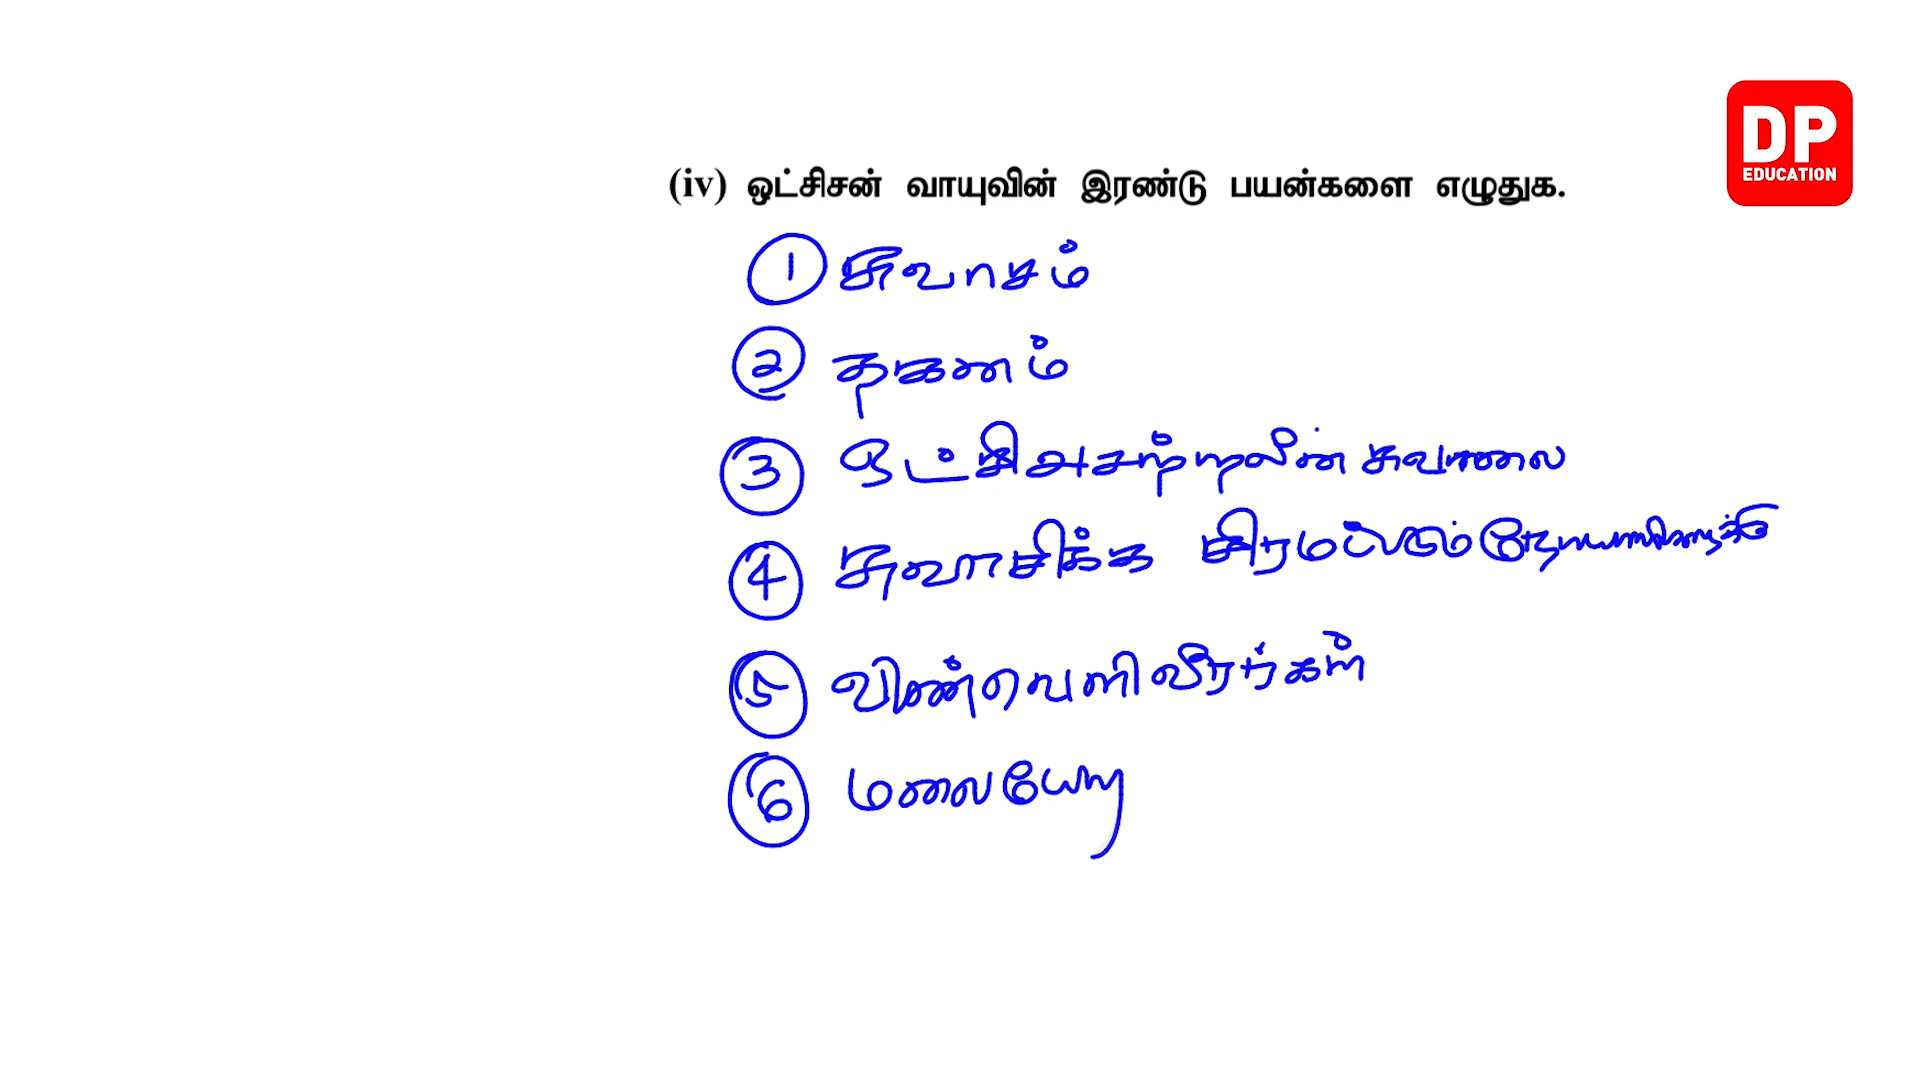 DP
EDUCATION
(iv) ஒட்சிசன் வாயுவின் இரண்டு பயன்களை எழுதுக.
① சுவாசம்
② தகனம்
③ ஒட்சி அசற்றலின் சுவாலை
④ சுவாசிக்க சிரமப்படும் நோயாளிகளுக்கு
⑤ விண்வெளி வீரர்கள்
⑥ மலையேறு